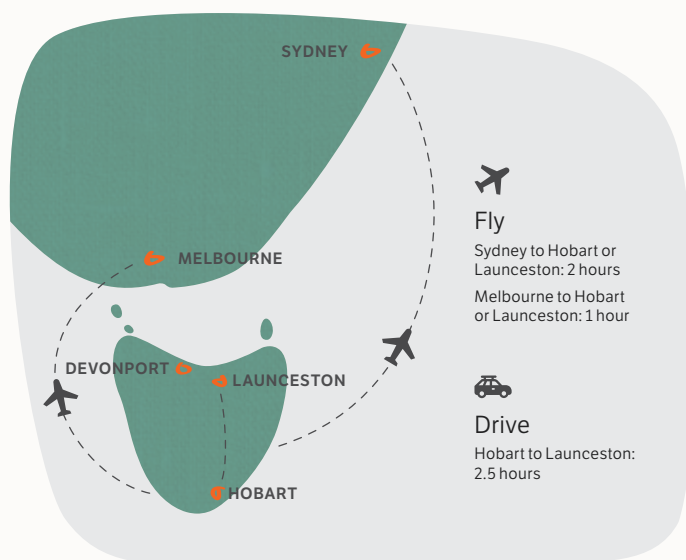 SYDNEY
MELBOURNE
DEVONPORT
LAUNCESTON
HOBART
Fly
Sydney to Hobart or
Launceston: 2 hours
Melbourne to Hobart
or Launceston: 1 hour
Drive
Hobart to Launceston:
2.5 hours